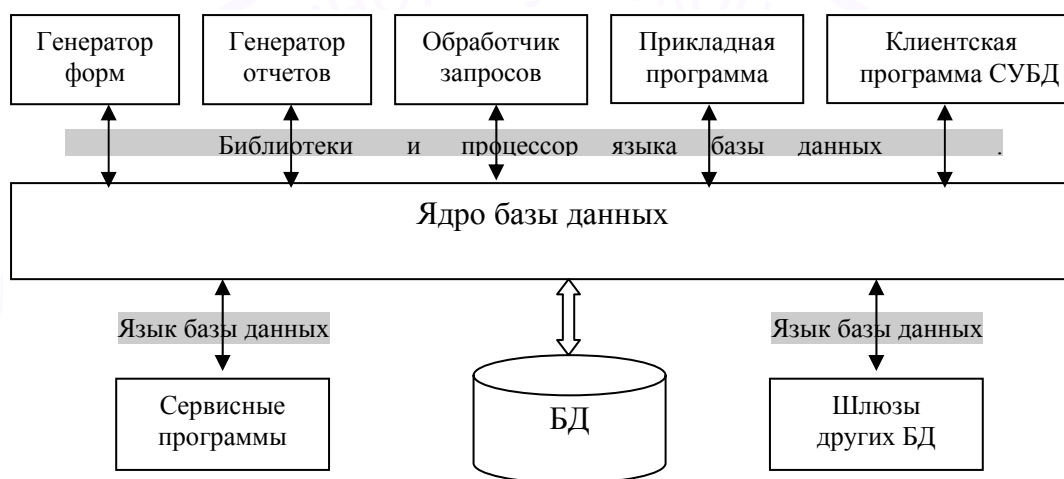 Генератор
форм
Генератор
отчетов
Обработчик
запросов
Прикладная
программа
Клиентская
программа СУБД
Библиотеки и процессор языка базы данных .
Ядро базы данных
Язык базы данных
Язык базы данных
Сервисные
программы
БД
Шлюзы
других БД